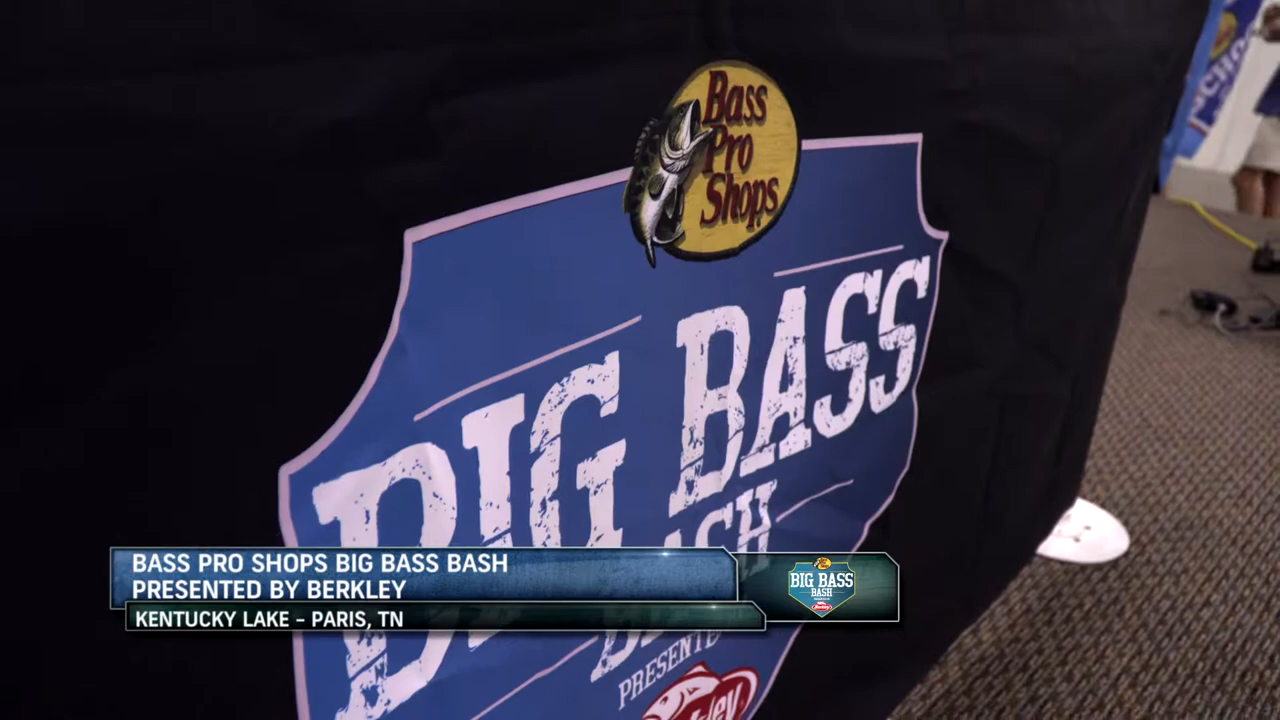 Bass
Pro
Shops
BIG BASS
BASH
PRESENTE
BASS PRO SHOPS BIG BASS BASH
PRESENTED BY BERKLEY
KENTUCKY LAKE – PARIS, TN
BIG BASS
BASH